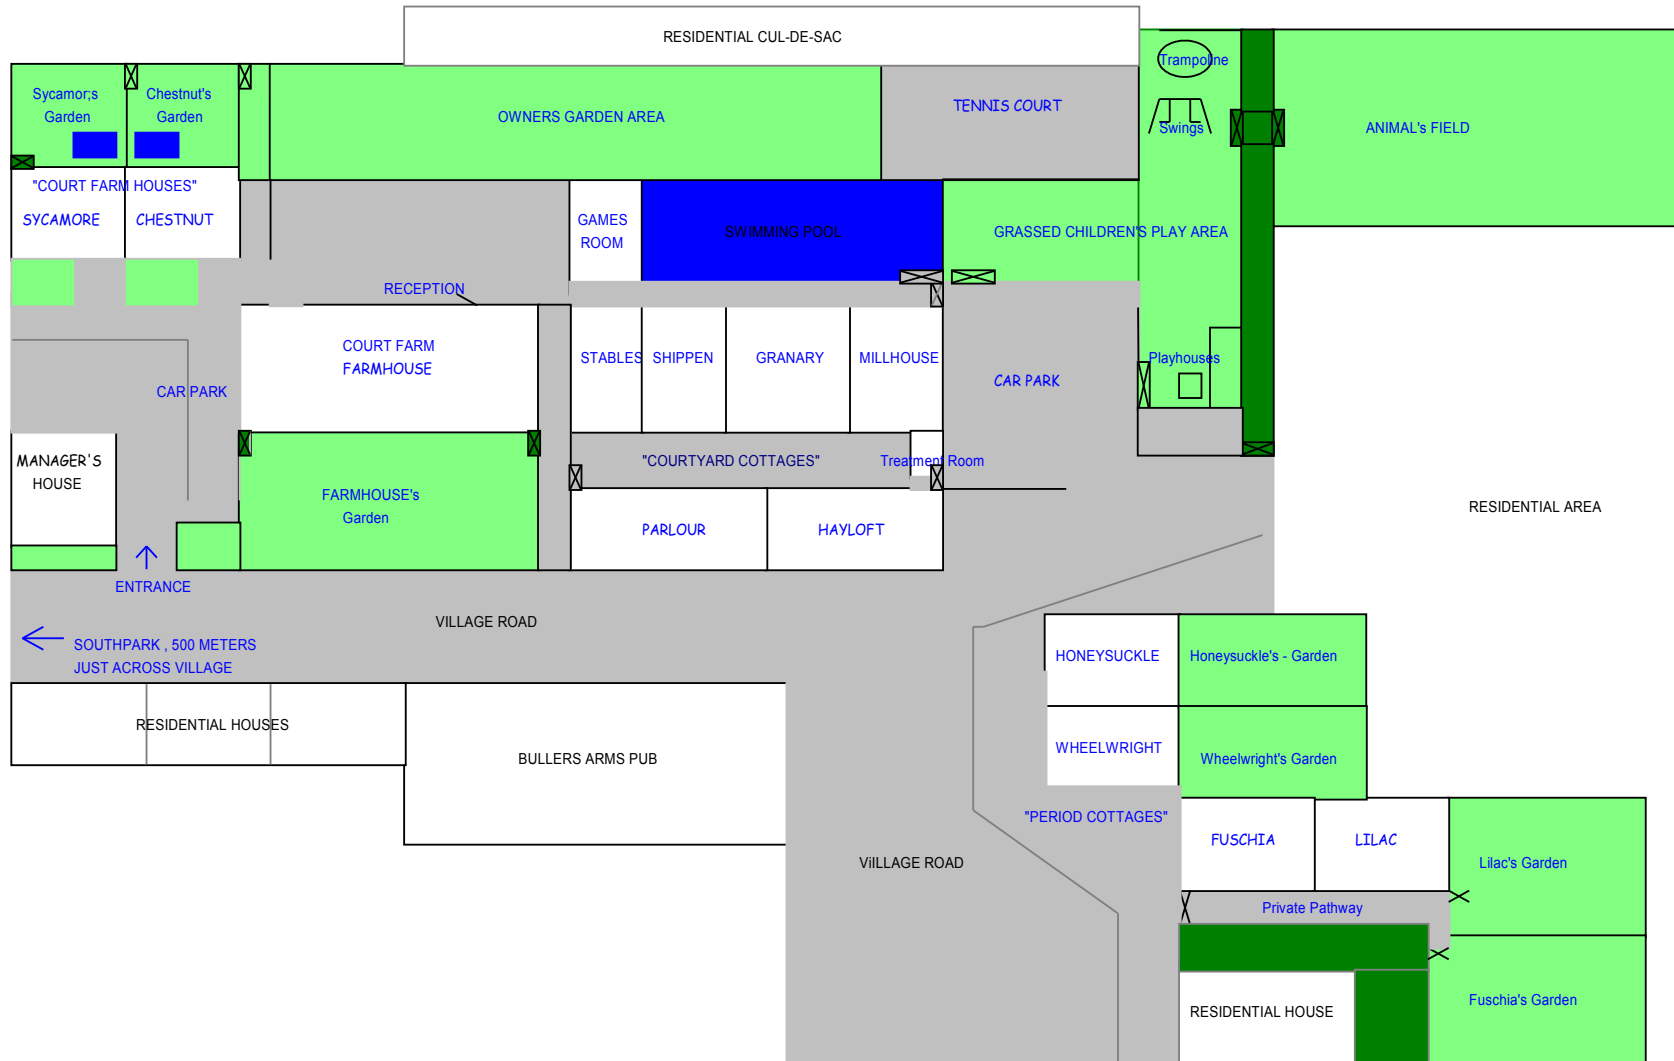 RESIDENTIAL CUL-DE-SAC
Trampoline
Sycamor;s
Garden
Chestnut's
Garden
OWNERS GARDEN AREA
TENNIS COURT
Swings
ANIMAL's FIELD
"COURT FARM HOUSES"
SYCAMORE
CHESTNUT
GAMES
ROOM
SWIMMING POOL
GRASSED CHILDREN'S PLAY AREA
RECEPTION
COURT FARM
FARMHOUSE
STABLES
SHIPPEN
GRANARY
MILLHOUSE
Playhouses
CAR PARK
CAR PARK
MANAGER'S
HOUSE
"COURTYARD COTTAGES"
Treatment Room
FARMHOUSE's
Garden
PARLOUR
HAYLOFT
RESIDENTIAL AREA
ENTRANCE
VILLAGE ROAD
SOUTHPARK , 500 METERS
JUST ACROSS VILLAGE
HONEYSUCKLE
Honeysuckle's - Garden
RESIDENTIAL HOUSES
BULLERS ARMS PUB
WHEELWRIGHT
Wheelwright's Garden
"PERIOD COTTAGES"
FUSCHIA
LILAC
Lilac's Garden
ViILLAGE ROAD
Private Pathway
RESIDENTIAL HOUSE
Fuschia's Garden